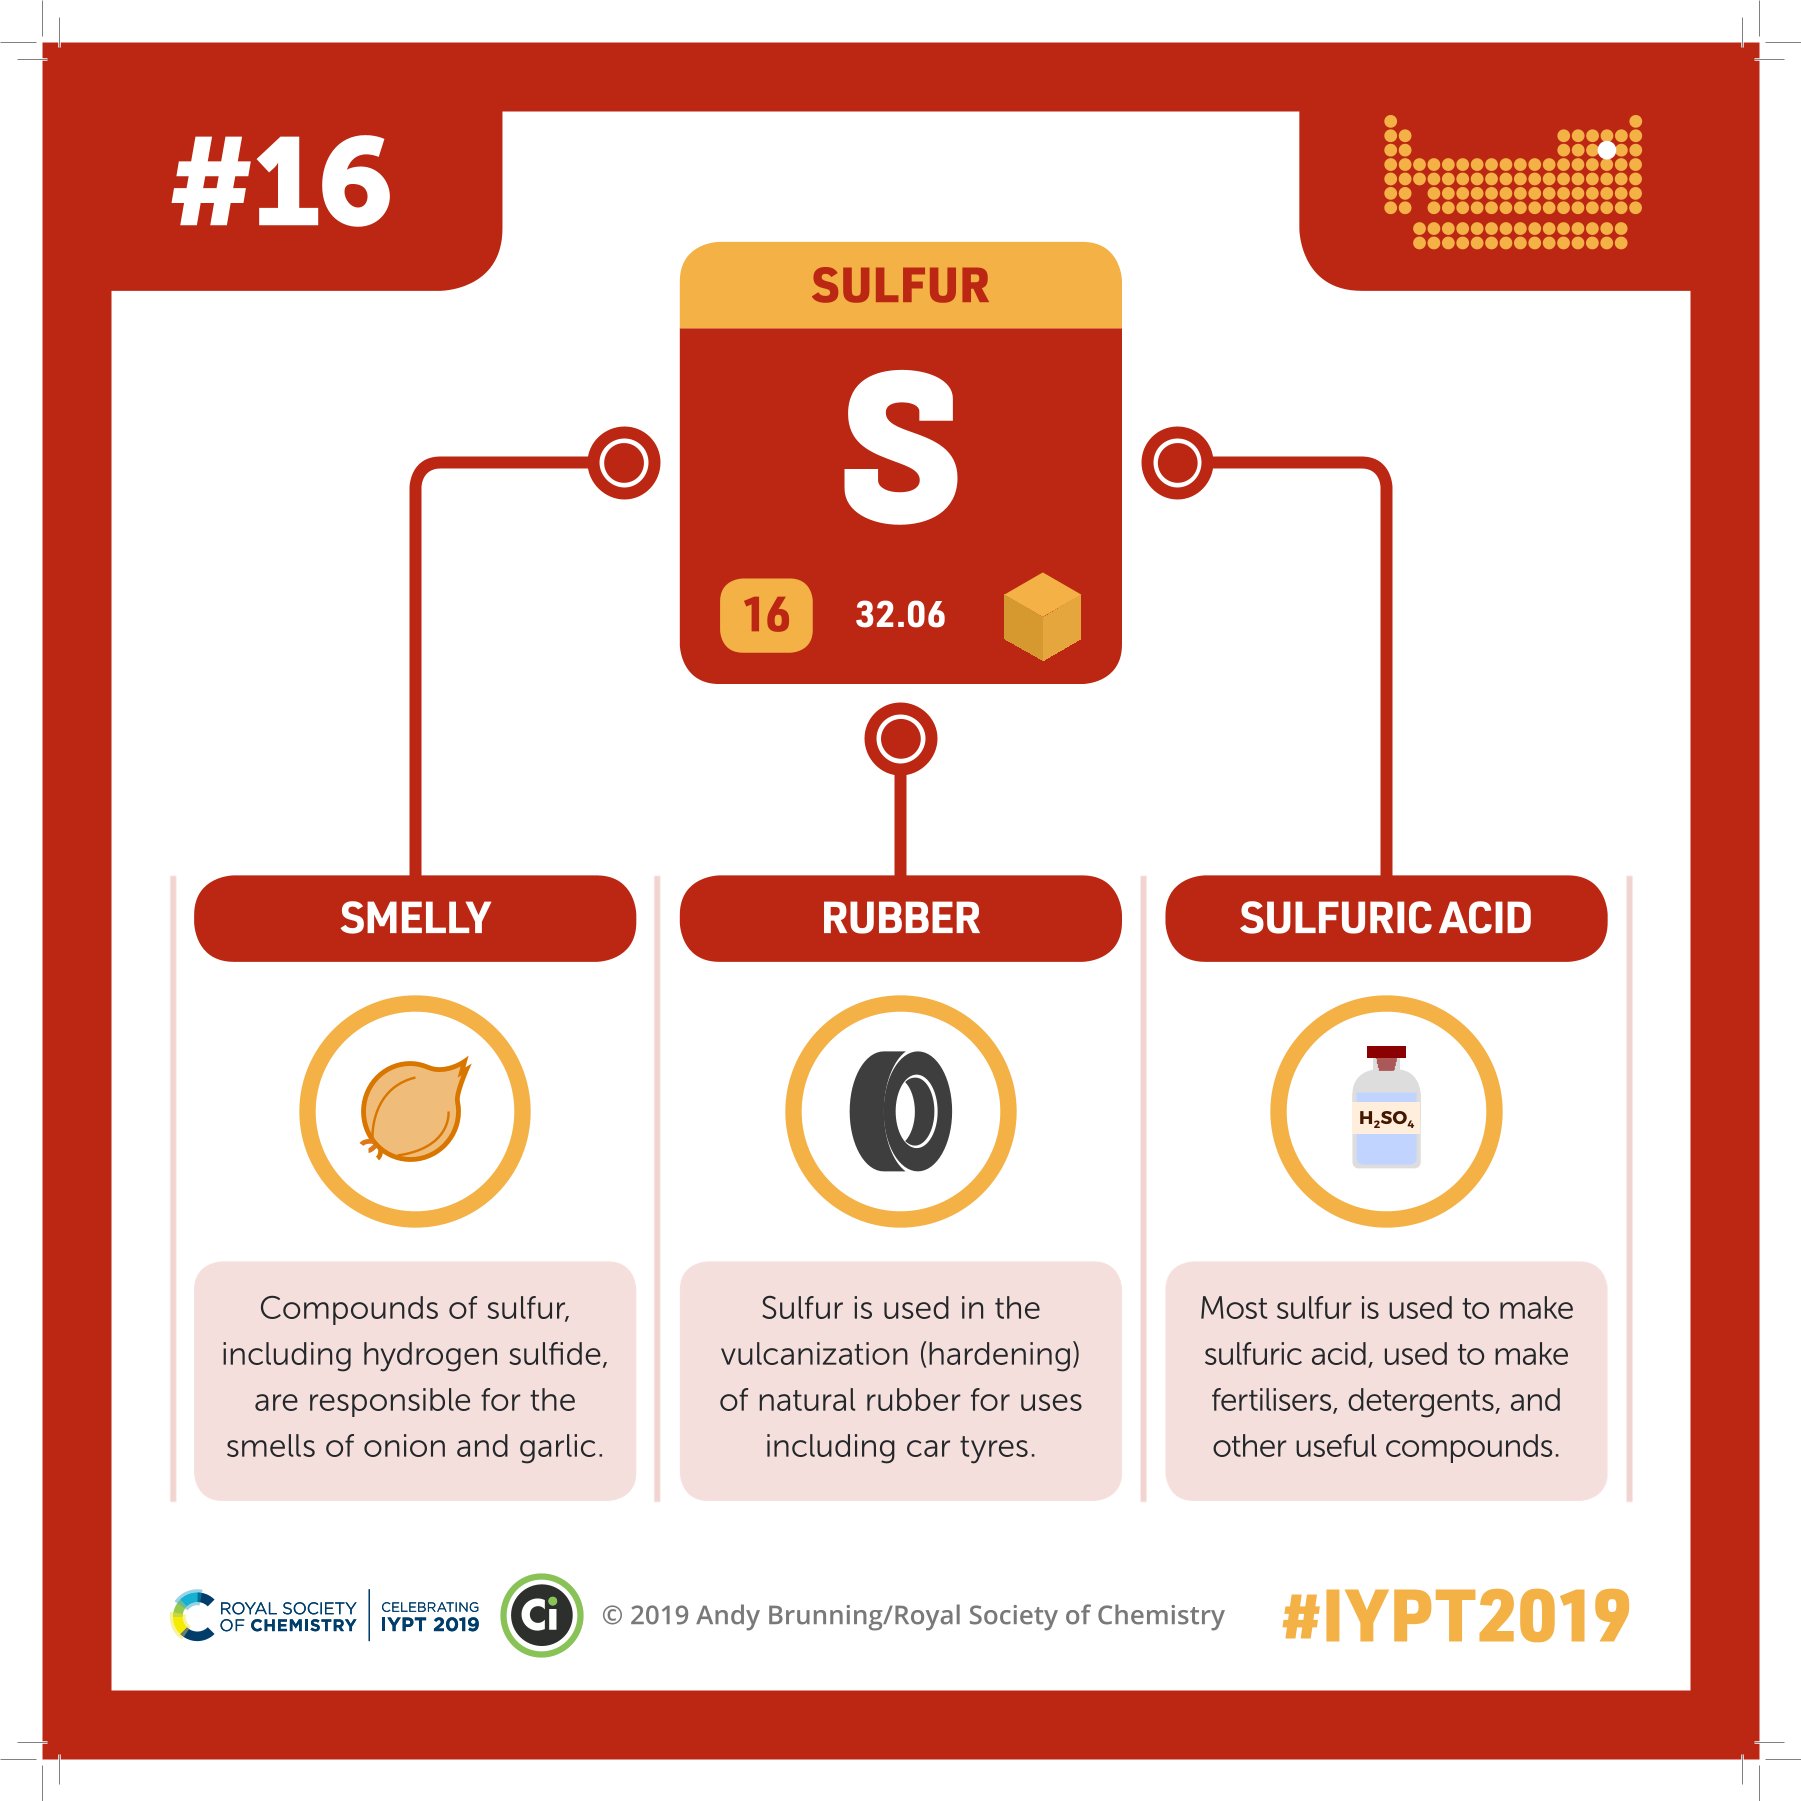 #16
SULFUR
S
16
32.06
SMELLY
RUBBER
SULFURIC ACID
H₂SO₄
Compounds of sulfur,
including hydrogen sulfide,
are responsible for the
smells of onion and garlic.
Sulfur is used in the
vulcanization (hardening)
of natural rubber for uses
including car tyres.
Most sulfur is used to make
sulfuric acid, used to make
fertilisers, detergents, and
other useful compounds.
ROYAL SOCIETY
OF CHEMISTRY
CELEBRATING
IYPT 2019
Ci
© 2019 Andy Brunning/Royal Society of Chemistry
#IYPT2019